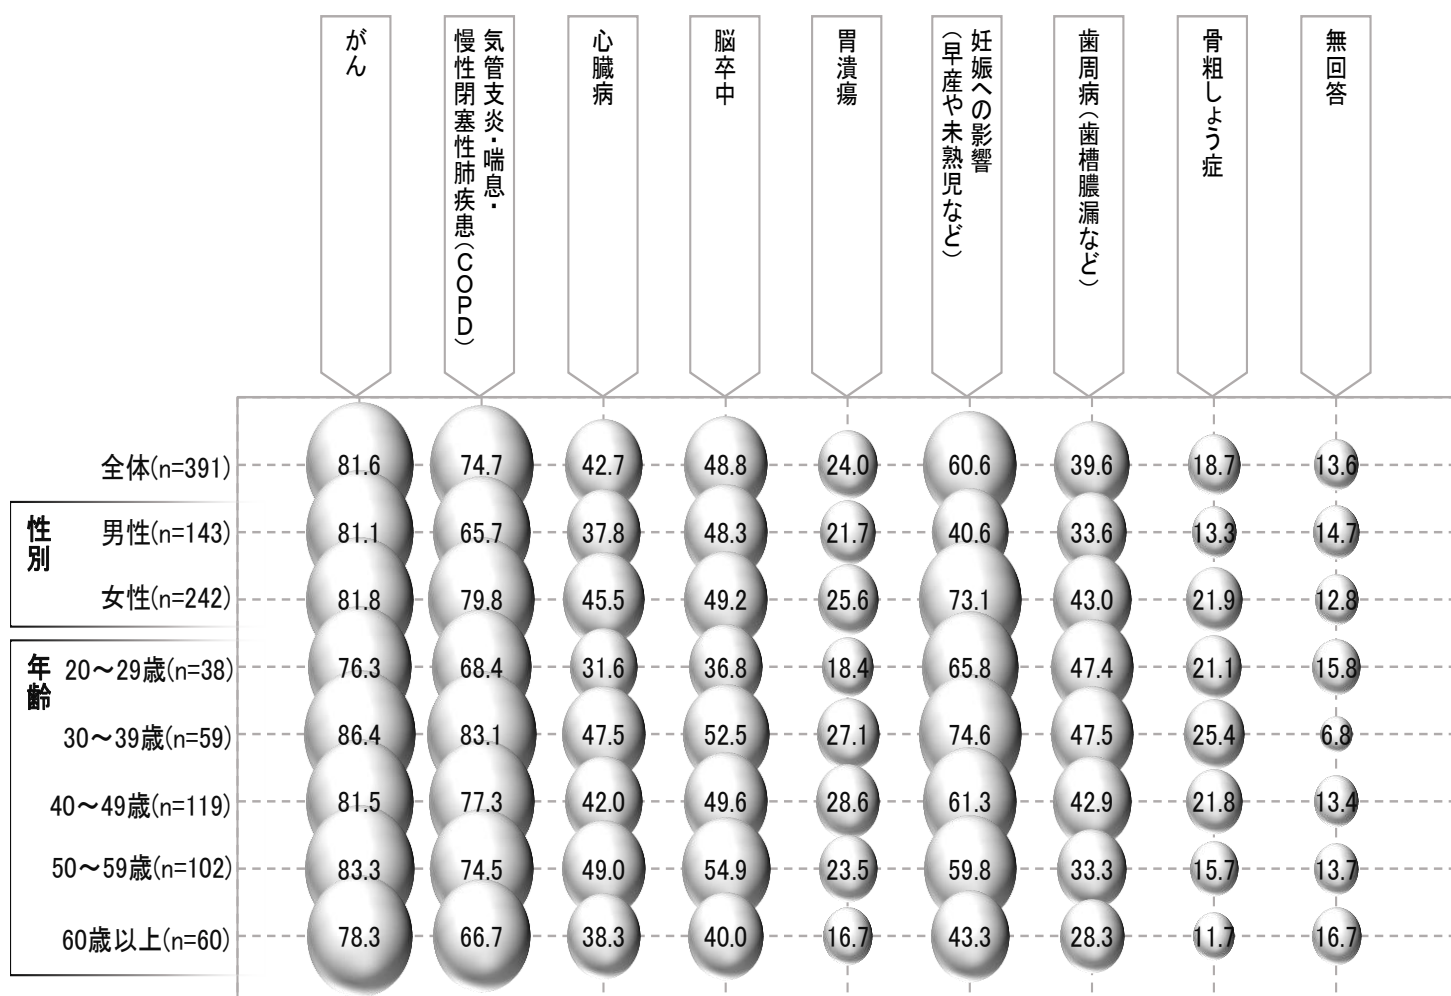 がん
気管支炎・喘息・
慢性閉塞性肺疾患（ＣＯＰＤ）
心臓病
脳卒中
胃潰瘍
妊娠への影響
（早産や未熟児など）
歯周病（歯槽膿漏など）
骨粗しょう症
無回答
全体(n=391) 81.6 74.7 42.7 48.8 24.0 60.6 39.6 18.7 13.6
性別
男性(n=143) 81.1 65.7 37.8 48.3 21.7 40.6 33.6 13.3 14.7
女性(n=242) 81.8 79.8 45.5 49.2 25.6 73.1 43.0 21.9 12.8
年齢
20～29歳(n=38) 76.3 68.4 31.6 36.8 18.4 65.8 47.4 21.1 15.8
30～39歳(n=59) 86.4 83.1 47.5 52.5 27.1 74.6 47.5 25.4 6.8
40～49歳(n=119) 81.5 77.3 42.0 49.6 28.6 61.3 42.9 21.8 13.4
50～59歳(n=102) 83.3 74.5 49.0 54.9 23.5 59.8 33.3 15.7 13.7
60歳以上(n=60) 78.3 66.7 38.3 40.0 16.7 43.3 28.3 11.7 16.7